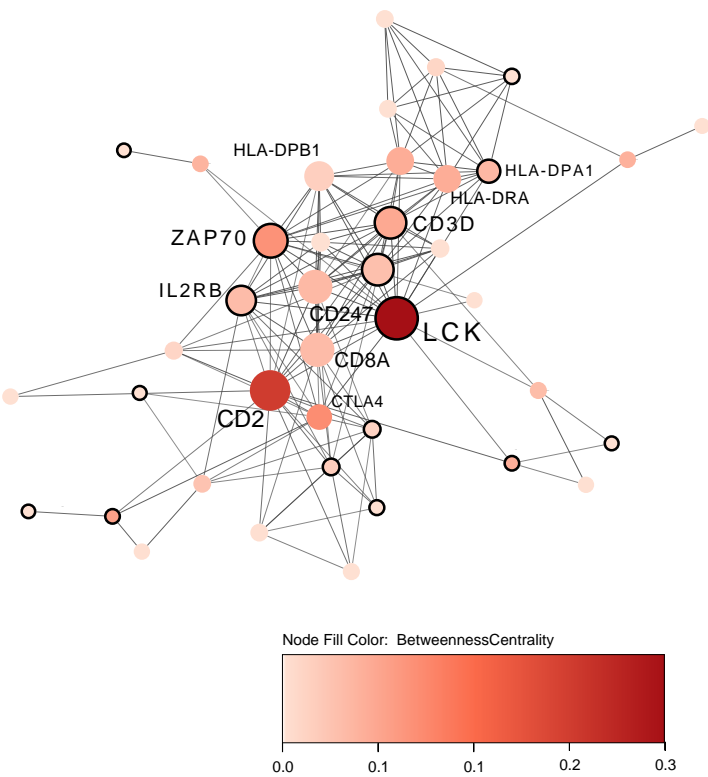 HLA-DPB1
HLA-DPA1
HLA-DRA
CD3D
ZAP70
IL2RB
CD247
LCK
CD8A
CTLA4
CD2
Node Fill Color: BetweennessCentrality
0.0 0.1 0.1 0.2 0.3